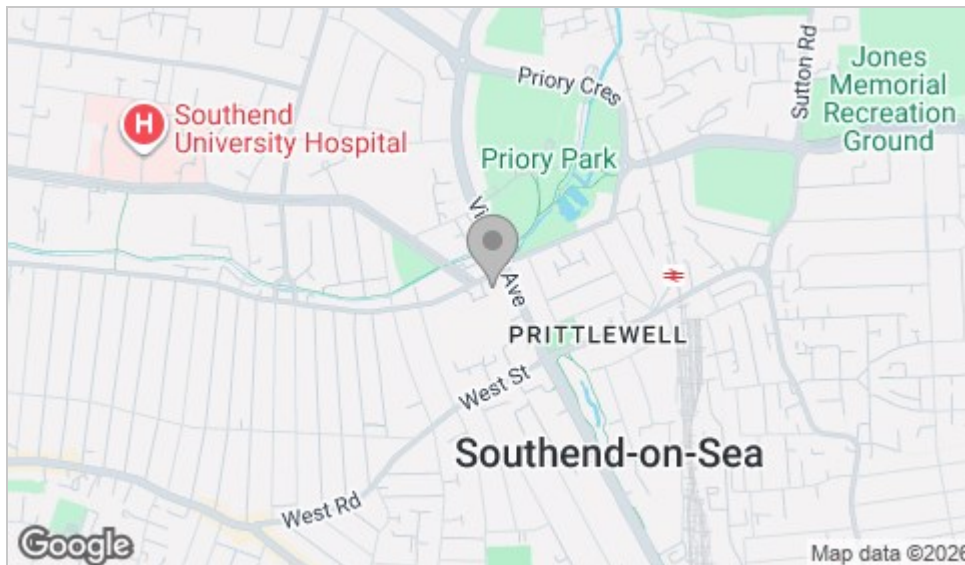 Priory Cres
Sutton Rd
Jones
Memorial
Recreation
Ground
H
Southend
University Hospital
Priory Park
Ave
PRITTLEWELL
West St
Southend-on-Sea
West Rd
Google
Map data ©2026